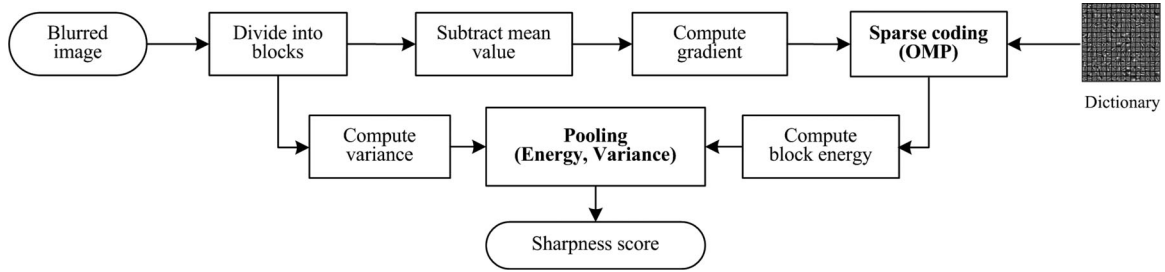 Blurred
image
Divide into
blocks
Subtract mean
value
Compute
gradient
Sparse coding
(OMP)
Dictionary
Compute
variance
Pooling
(Energy, Variance)
Compute
block energy
Sharpness score